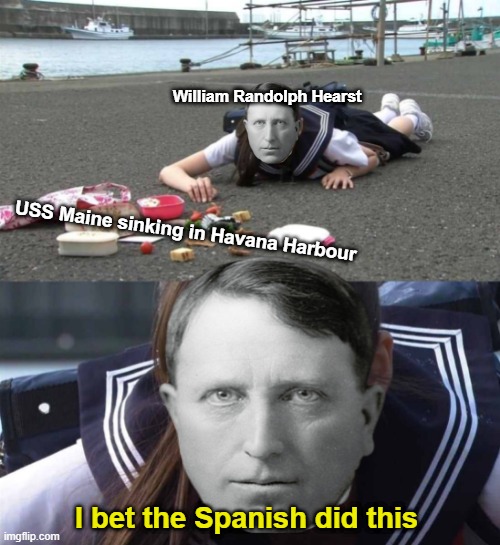 William Randolph Hearst
USS Maine sinking in Havana Harbour
I bet the Spanish did this
imgflip.com